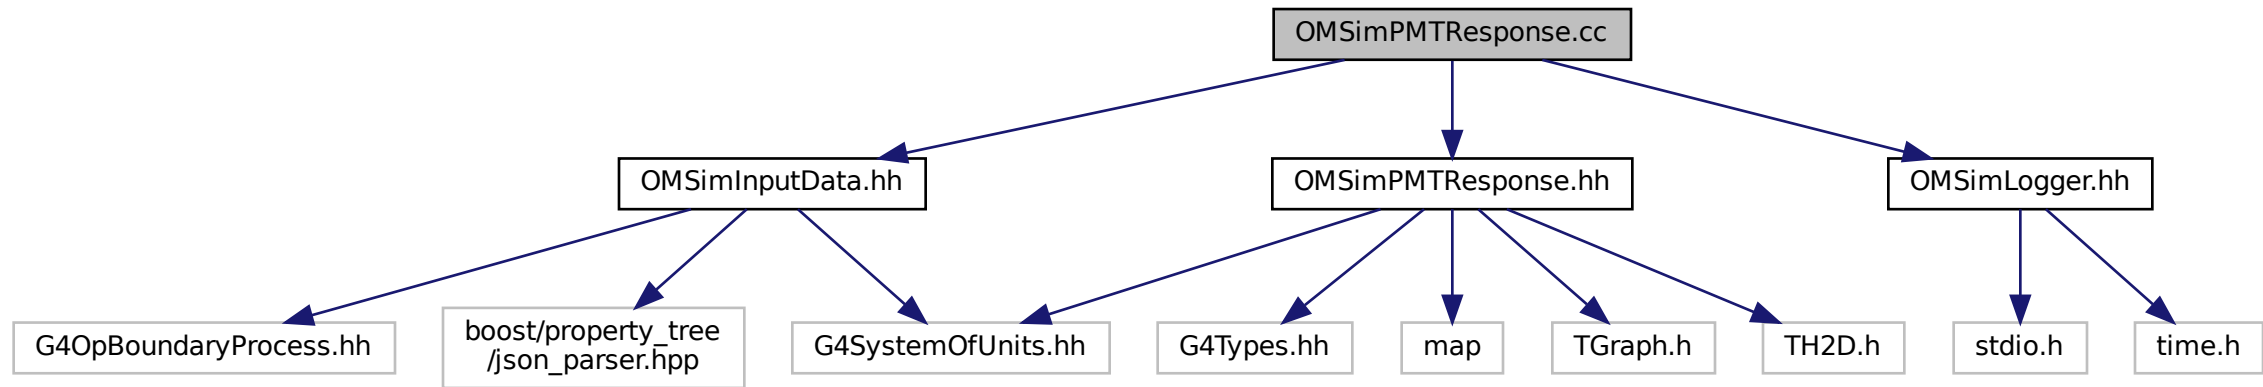 OMSimPMTResponse.cc
OMSimInputData.hh
OMSimPMTResponse.hh
OMSimLogger.hh
G4OpBoundaryProcess.hh
boost/property_tree
/json_parser.hpp
G4SystemOfUnits.hh
G4Types.hh
map
TGraph.h
TH2D.h
stdio.h
time.h